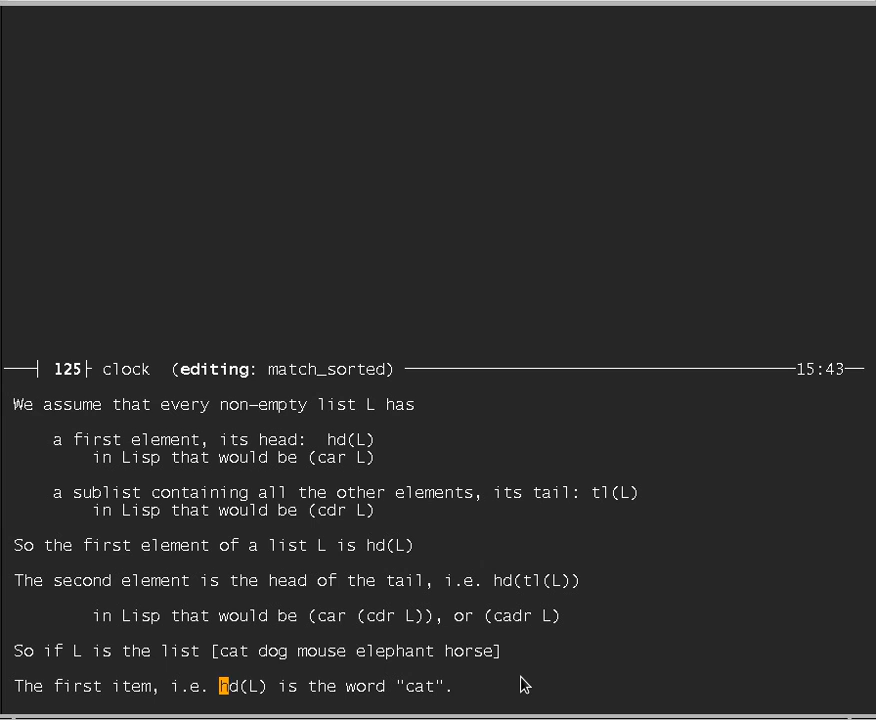 125 clock (editing: match_sorted) 15:43
We assume that every non-empty list L has
a first element, its head: hd(L)
in Lisp that would be (car L)
a sublist containing all the other elements, its tail: tl(L)
in Lisp that would be (cdr L)
So the first element of a list L is hd(L)
The second element is the head of the tail, i.e. hd(tl(L))
in Lisp that would be (car (cdr L)), or (cadr L)
So if L is the list [cat dog mouse elephant horse]
The first item, i.e. hd(L) is the word "cat".